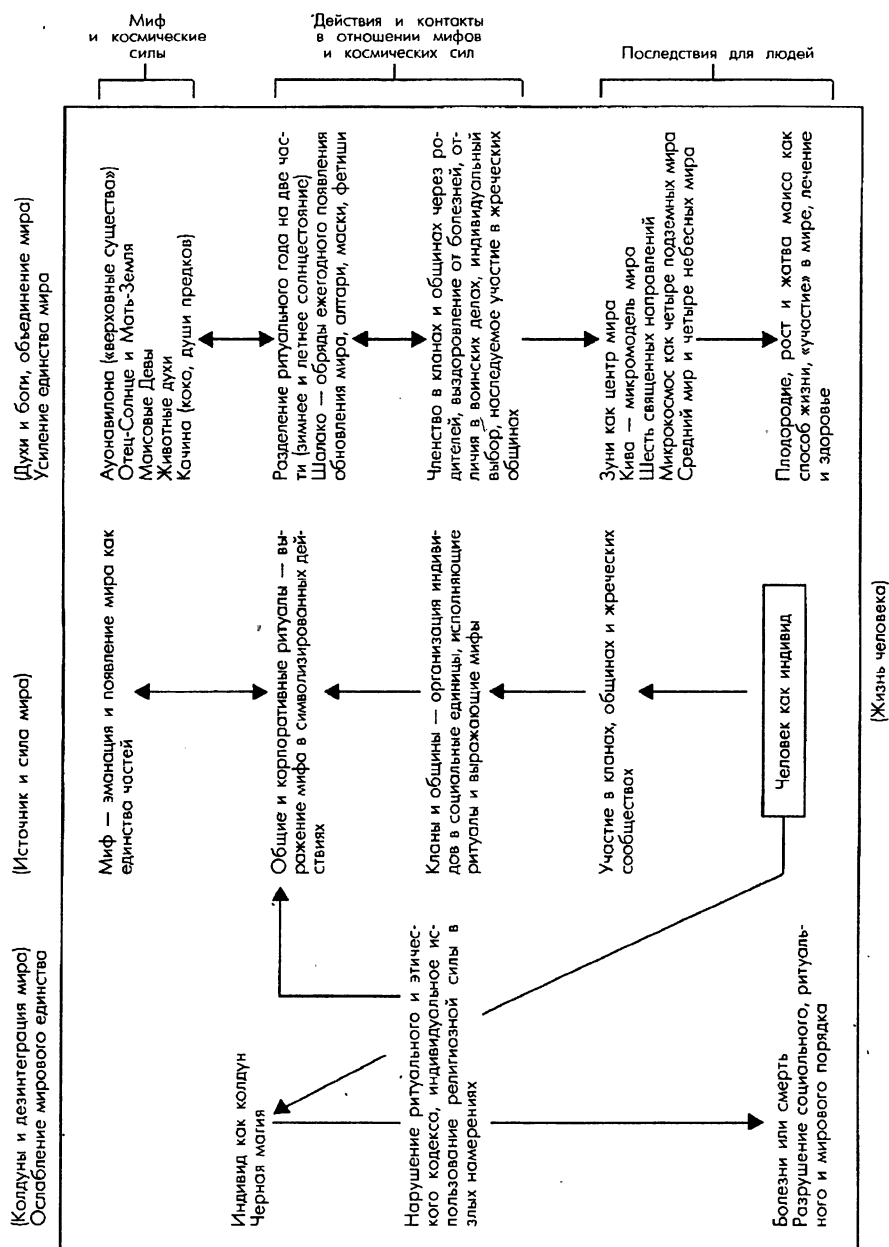 Миф
и космические
силы
Действия и контакты
в отношении мифов
и космических сил
Последствия для людей
(Колдуны и дезинтеграция мира)
Ослабление мирового единства
(Источник и сила мира)
(Духи и боги, объединение мира)
Усиление единства мира
Индивид как колдун
Черная магия
Нарушение ритуального и этичес-
кого кодекса, индивидуальное ис-
пользование религиозной силы в
злых намерениях
Болезни или смерть
Разрушение социального, ритуаль-
ного и мирового порядка
Миф — эманация и появление мира как
единства частей
Общие и корпоративные ритуалы — вы-
ражение мифа в символизированных дей-
ствиях
Кланы и общины — организация индиви-
дов в социальные единицы, исполняющие
ритуалы и выражающие мифы
Участие в кланах, общинах и жреческих
сообществах
Человек как индивид
Ауонавилона («верховные существа»)
Отец-Солнце и Мать-Земля
Маисовые Девы
Животные духи
Качина (коко, души предков)
Разделение ритуального года на две час-
ти (зимнее и летнее солнцестояние)
Шалако — обряды ежегодного появления
обновления мира, алтари, маски, фетиши
Членство в кланах и общинах через ро-
дителей, выздоровление от болезней, от-
личия в воинских делах, индивидуальный
выбор, наследуемое участие в жреческих
общинах
Зуни как центр мира
Кива — микромодель мира
Шесть священных направлений
Микрокосмос как четыре подземных мира
Средний мир и четыре небесных мира
Плодородие, рост и жатва маиса как
способ жизни, «участие» в мире, лечение
и здоровье
(Жизнь человека)